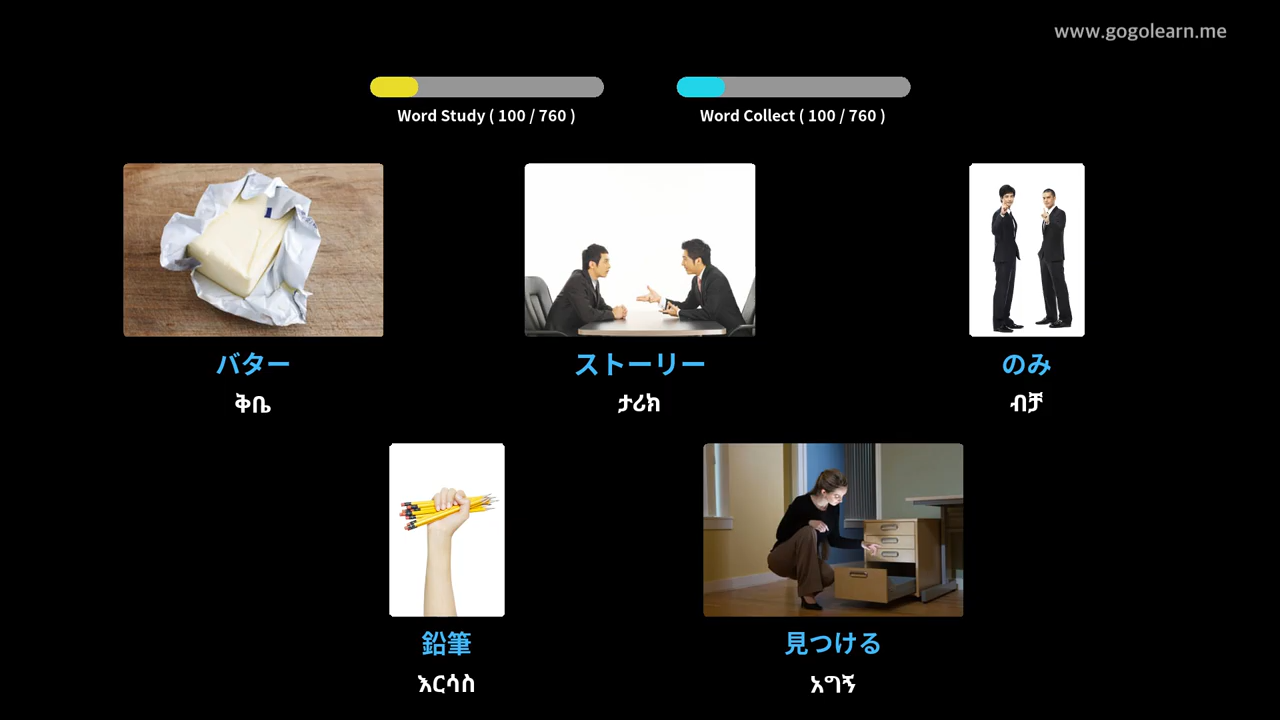 www.gogolearn.me
Word Study ( 100 / 760 )
Word Collect ( 100 / 760 )
バター
ቅቤ
ストーリー
ታሪክ
のみ
ብቻ
鉛筆
እርሳስ
見つける
አግኝ